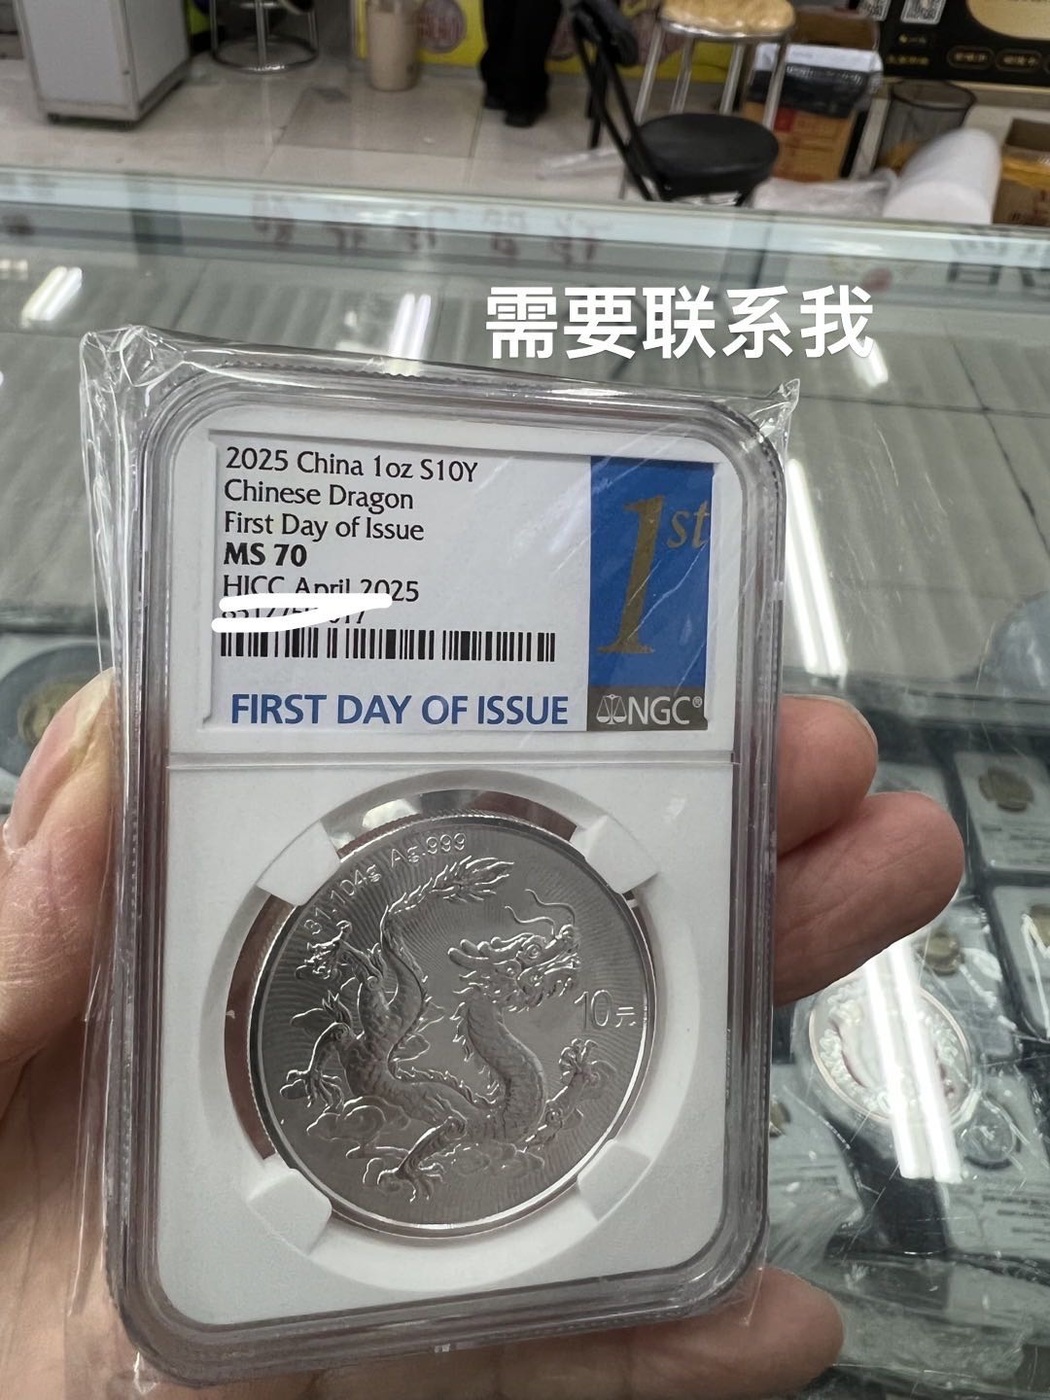 需要联系我
2025 China 1oz S10Y
Chinese Dragon
First Day of Issue
MS 70
HICC April 2025
1st
FIRST DAY OF ISSUE
NGC®
31.104g Ag.999
10元